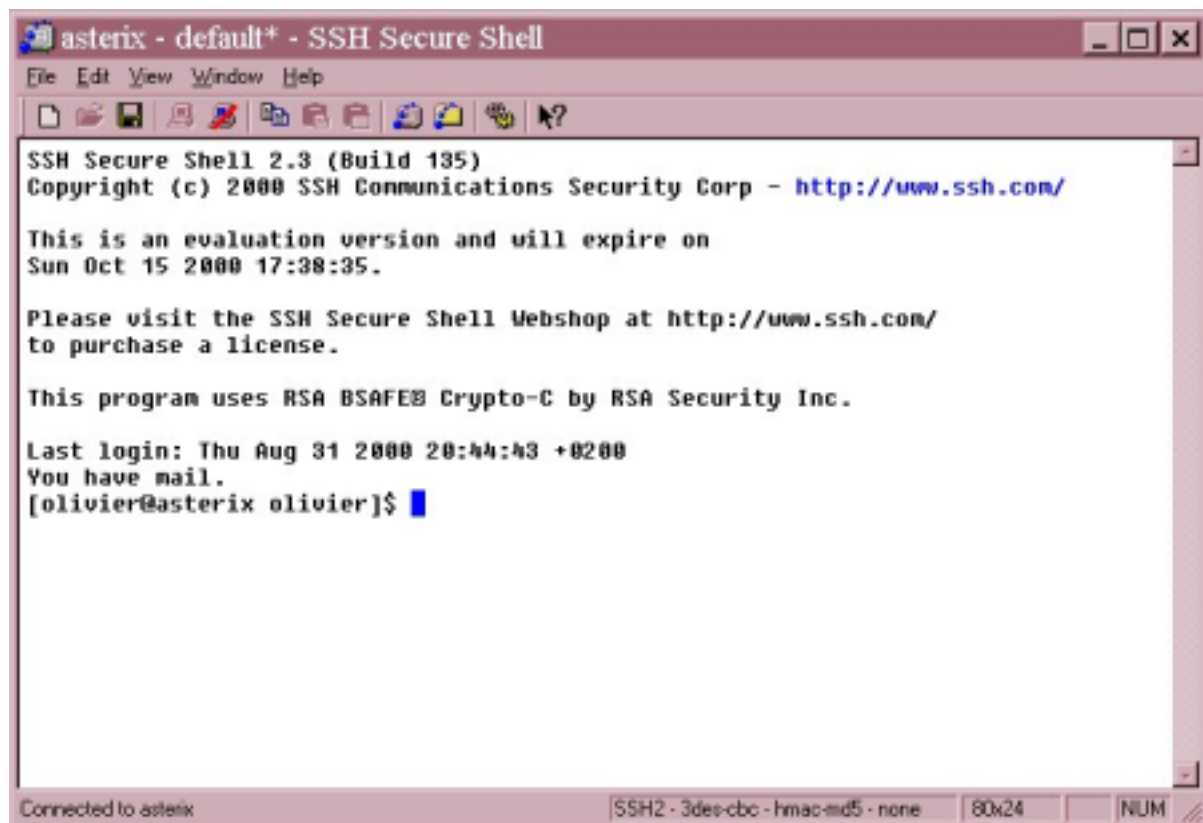 asterix - default* - SSH Secure Shell
File Edit View Window Help
SSH Secure Shell 2.3 (Build 135)
Copyright (c) 2000 SSH Communications Security Corp - http://www.ssh.com/
This is an evaluation version and will expire on
Sun Oct 15 2000 17:38:35.
Please visit the SSH Secure Shell Webshop at http://www.ssh.com/
to purchase a license.
This program uses RSA BSAFE® Crypto-C by RSA Security Inc.
Last login: Thu Aug 31 2000 20:44:43 +0200
You have mail.
[olivier@asterix olivier]$
Connected to asterix SSH2 - 3des-cbc - hmac-md5 - none 80x24 NUM